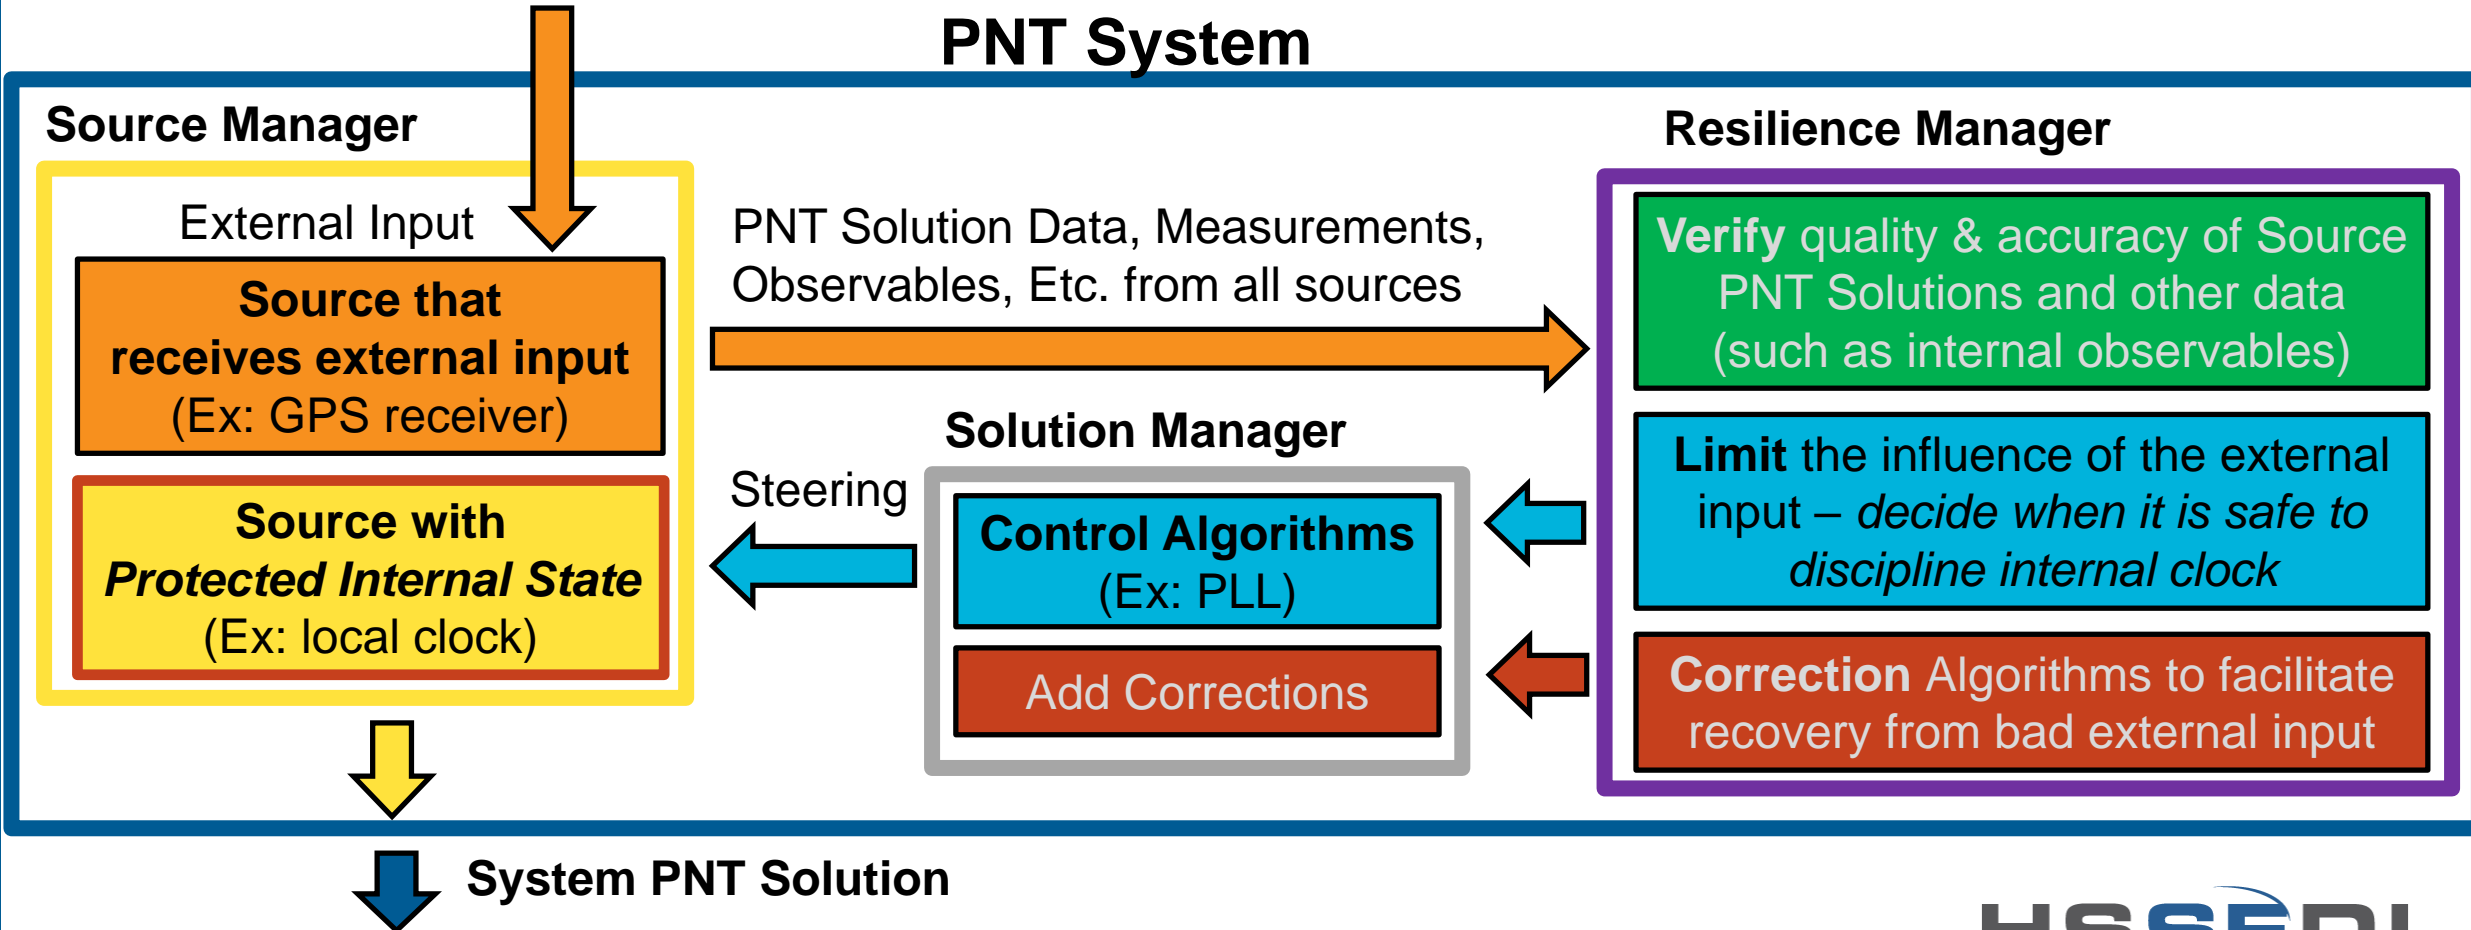 PNT System
Source Manager
Resilience Manager
External Input
Source that
receives external input
(Ex: GPS receiver)
Source with
Protected Internal State
(Ex: local clock)
PNT Solution Data, Measurements,
Observables, Etc. from all sources
Solution Manager
Steering
Control Algorithms
(Ex: PLL)
Add Corrections
Verify quality & accuracy of Source
PNT Solutions and other data
(such as internal observables)
Limit the influence of the external
input – decide when it is safe to
discipline internal clock
Correction Algorithms to facilitate
recovery from bad external input
System PNT Solution
HSSEDI